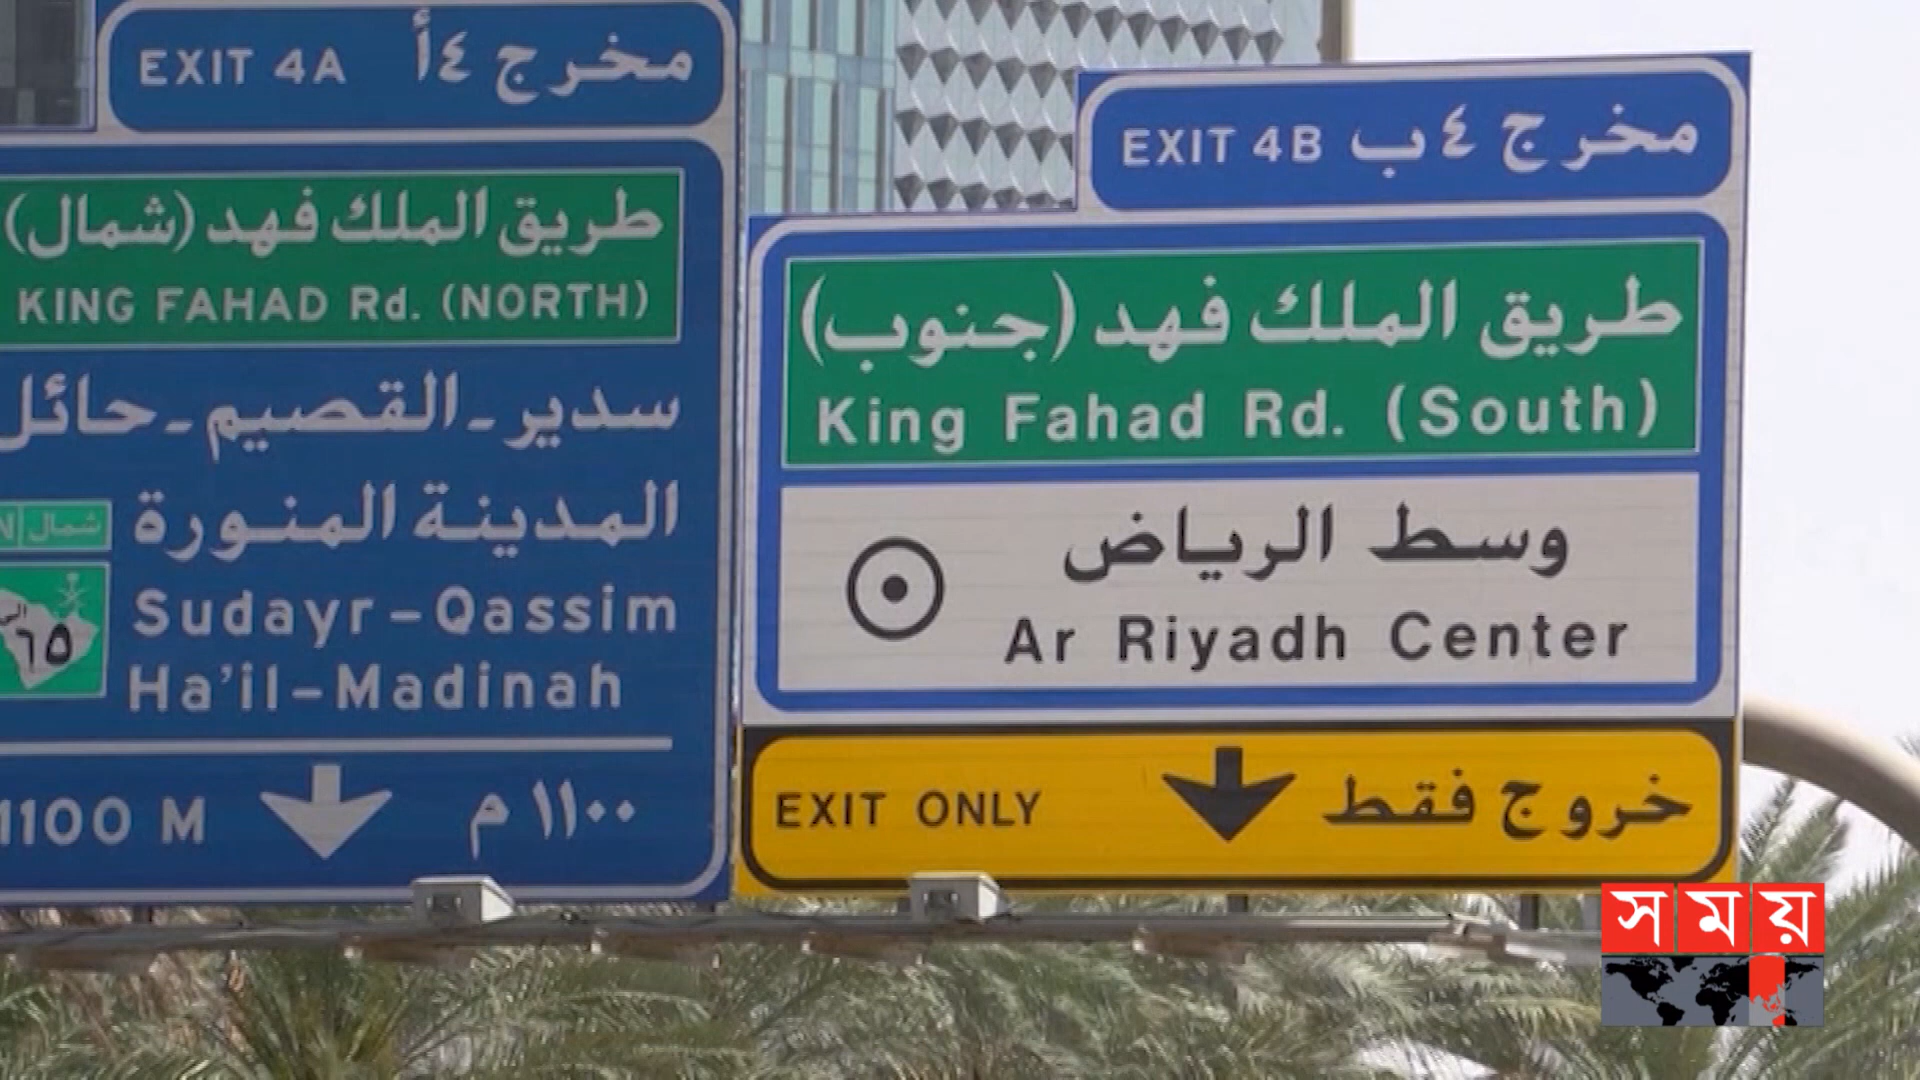 EXIT 4A مخرج ٤أ
طريق الملك فهد (شمال)
KING FAHAD Rd. (NORTH)
سدير - القصيم - حائل
المدينة المنورة
N شمال
Sudayr - Qassim
إلى
٦٥
Ha'il - Madinah
1100 M ١١٠٠ م
EXIT 4B مخرج ٤ ب
طريق الملك فهد (جنوب)
King Fahad Rd. (South)
وسط الرياض
Ar Riyadh Center
EXIT ONLY خروج فقط
সময়